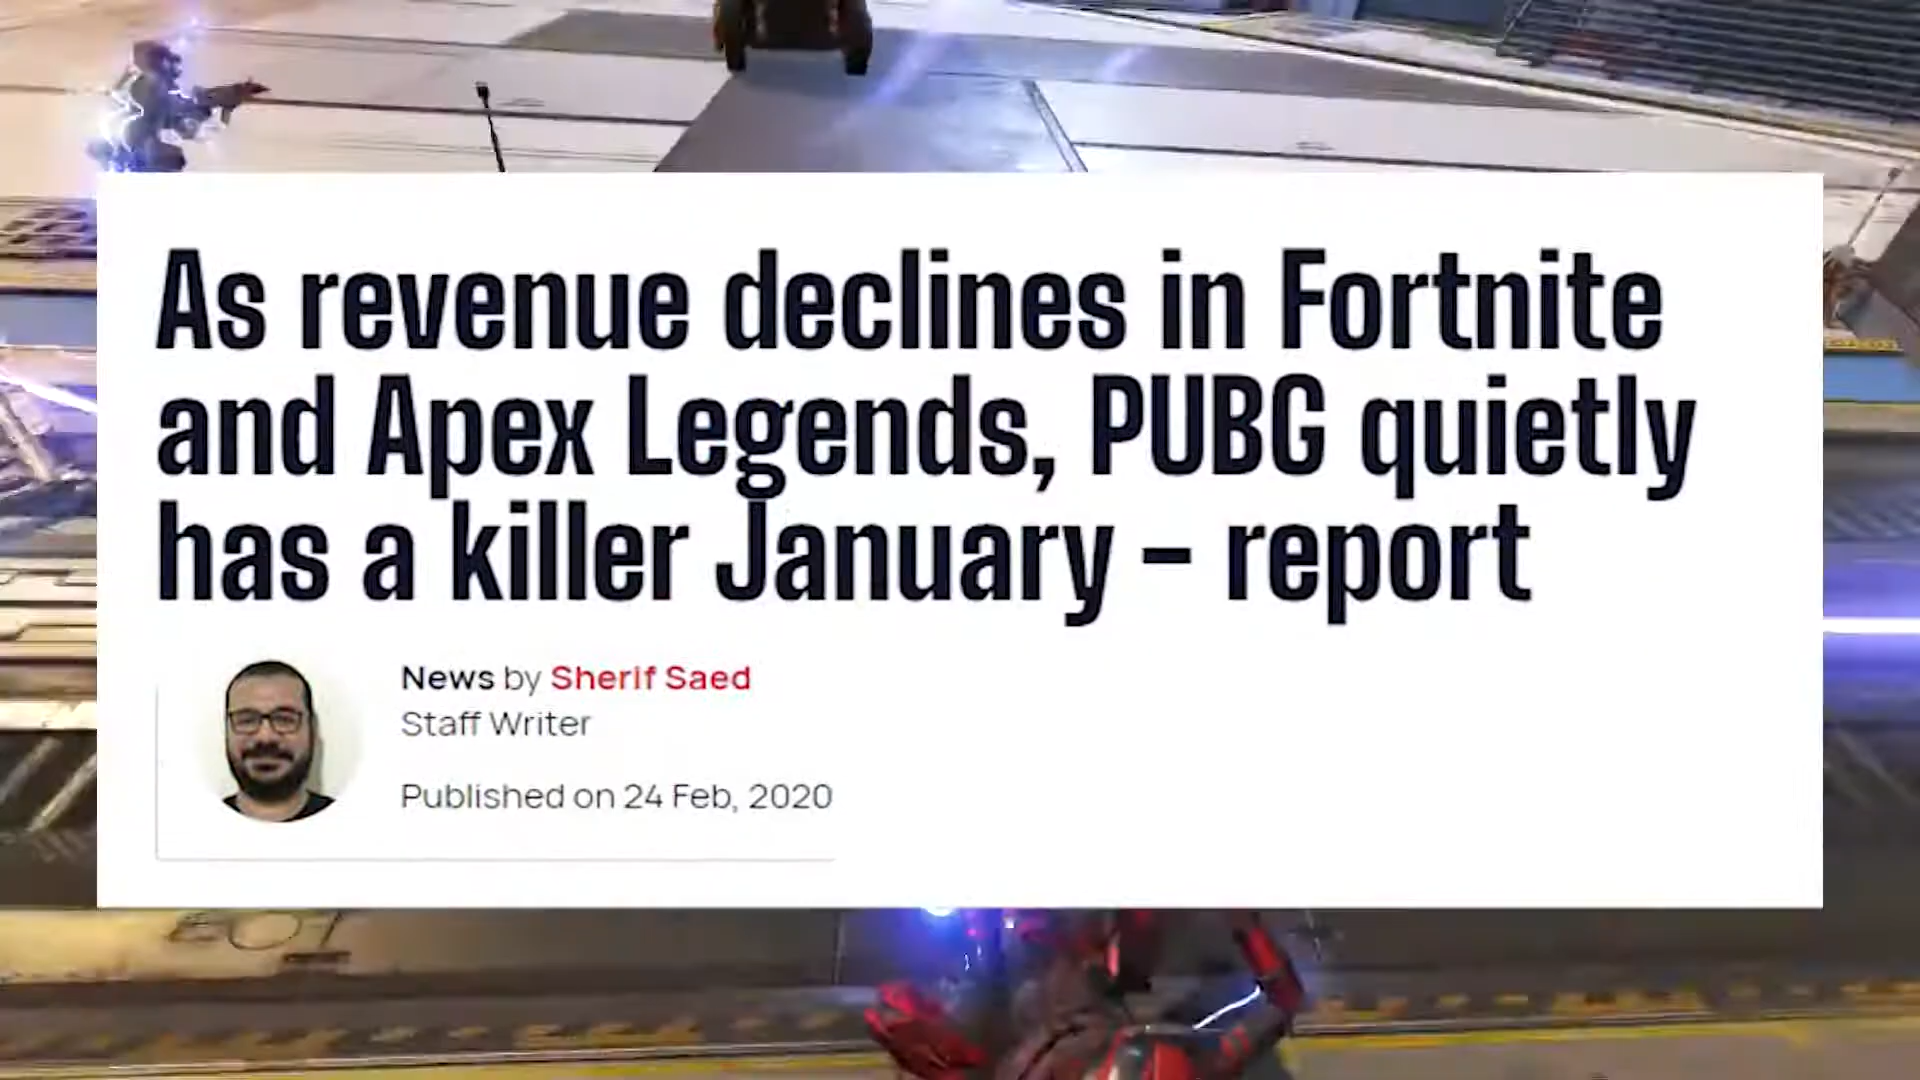 As revenue declines in Fortnite
and Apex Legends, PUBG quietly
has a killer January – report
News by Sherif Saed
Staff Writer
Published on 24 Feb, 2020